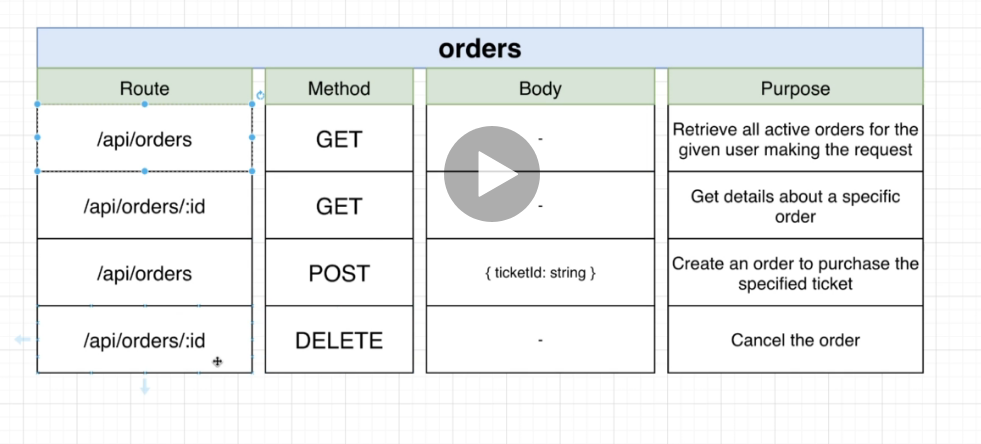 orders
Route Method Body Purpose
/api/orders GET - Retrieve all active orders for the
given user making the request
/api/orders/:id GET - Get details about a specific
order
/api/orders POST { ticketId: string } Create an order to purchase the
specified ticket
/api/orders/:id DELETE - Cancel the order